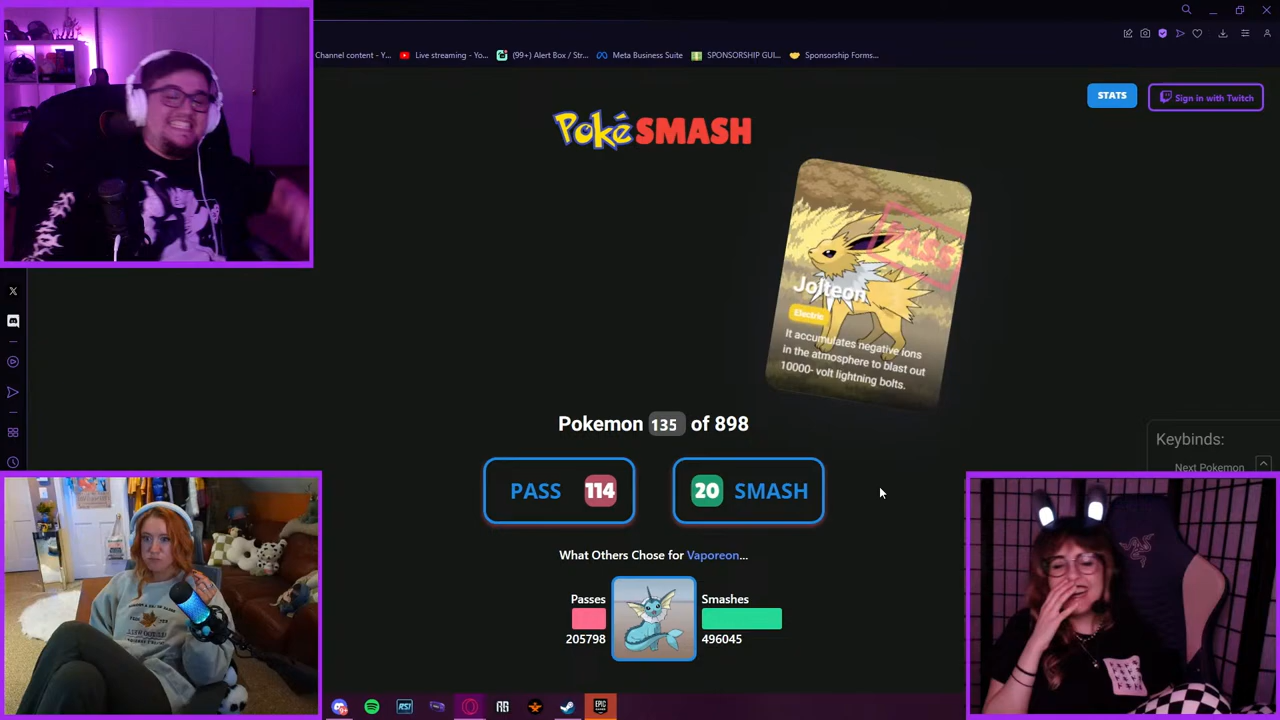 Channel content - Y...
Live streaming - Yo...
(99+) Alert Box / Str...
Meta Business Suite
SPONSORSHIP GUI...
Sponsorship Forms...
STATS
Sign in with Twitch
PokéSMASH
PASS
Jolteon
Electric
It accumulates negative ions
in the atmosphere to blast out
10000- volt lightning bolts.
Pokemon 135 of 898
PASS 114
20 SMASH
Keybinds:
Next Pokemon
What Others Chose for Vaporeon...
Passes
205798
Smashes
496045
RSI
EPIC